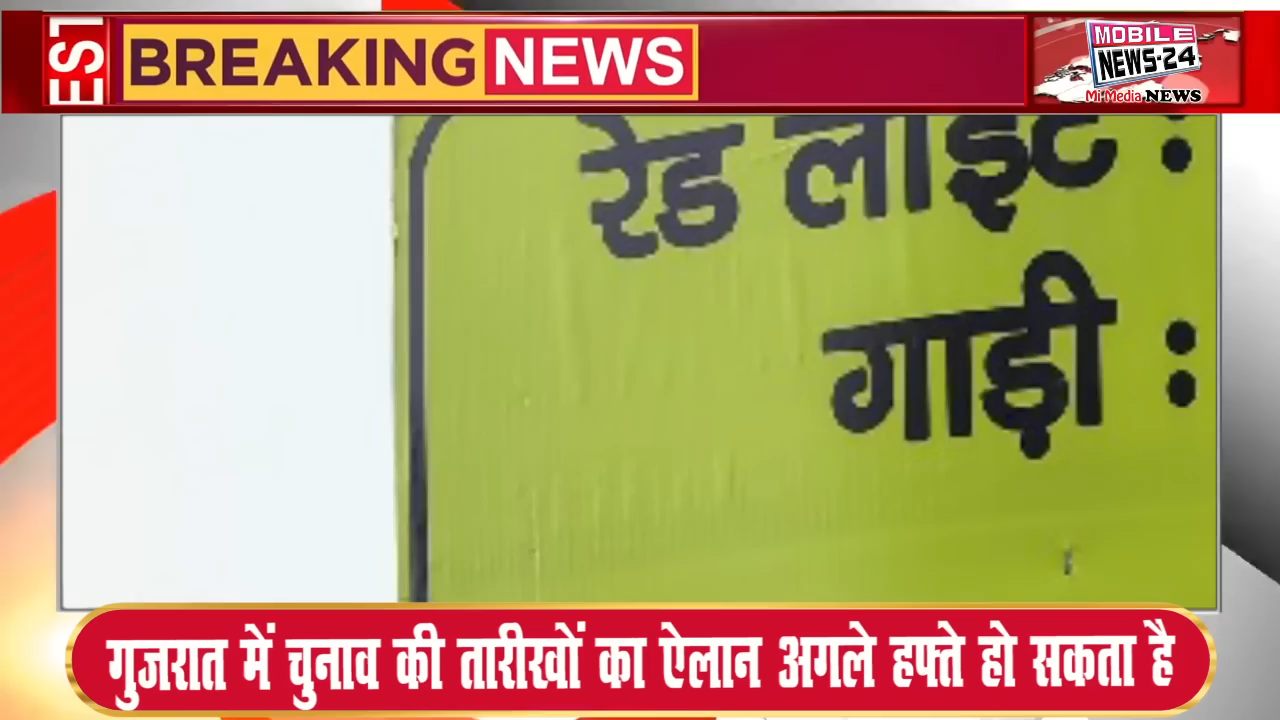 BREAKING NEWS
MOBILE
NEWS-24
Mi Media NEWS
रेड लाइट :
गाड़ी :
गुजरात में चुनाव की तारीखों का ऐलान अगले हफ्ते हो सकता है